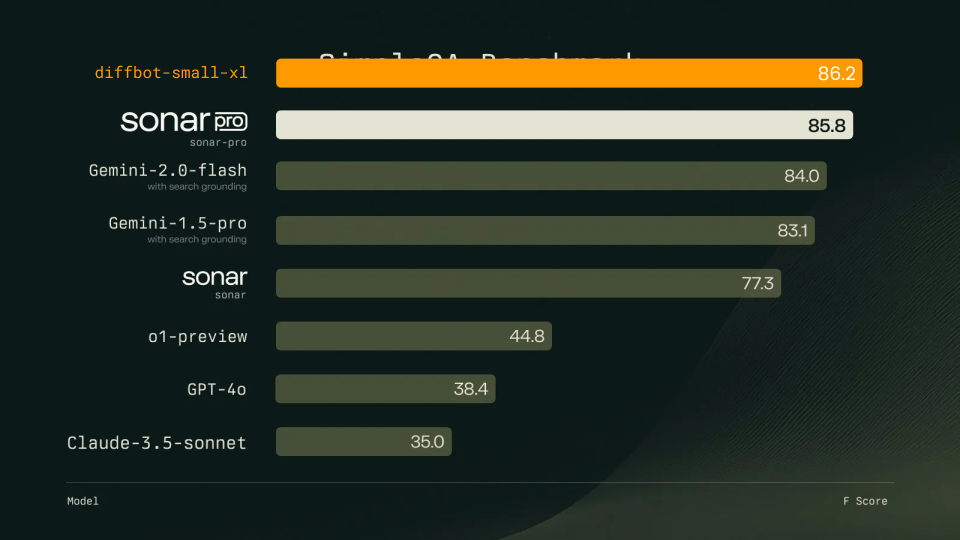 SimpleQA Benchmark
diffbot-small-xl 86.2
sonar pro 85.8
sonar-pro
Gemini-2.0-flash 84.0
with search grounding
Gemini-1.5-pro 83.1
with search grounding
sonar 77.3
sonar
o1-preview 44.8
GPT-4o 38.4
Claude-3.5-sonnet 35.0
Model F Score